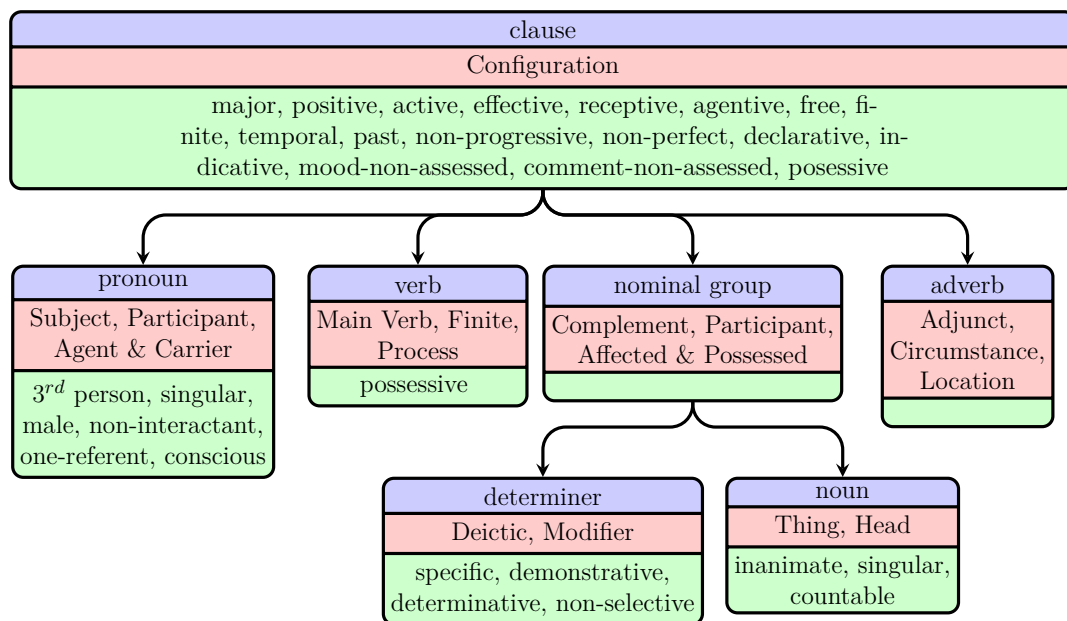 clause
Configuration
major, positive, active, effective, receptive, agentive, free, fi-
nite, temporal, past, non-progressive, non-perfect, declarative, in-
dicative, mood-non-assessed, comment-non-assessed, posessive
pronoun
Subject, Participant,
Agent & Carrier
3rd person, singular,
male, non-interactant,
one-referent, conscious
verb
Main Verb, Finite,
Process
possessive
nominal group
Complement, Participant,
Affected & Possessed
adverb
Adjunct,
Circumstance,
Location
determiner
Deictic, Modifier
specific, demonstrative,
determinative, non-selective
noun
Thing, Head
inanimate, singular,
countable